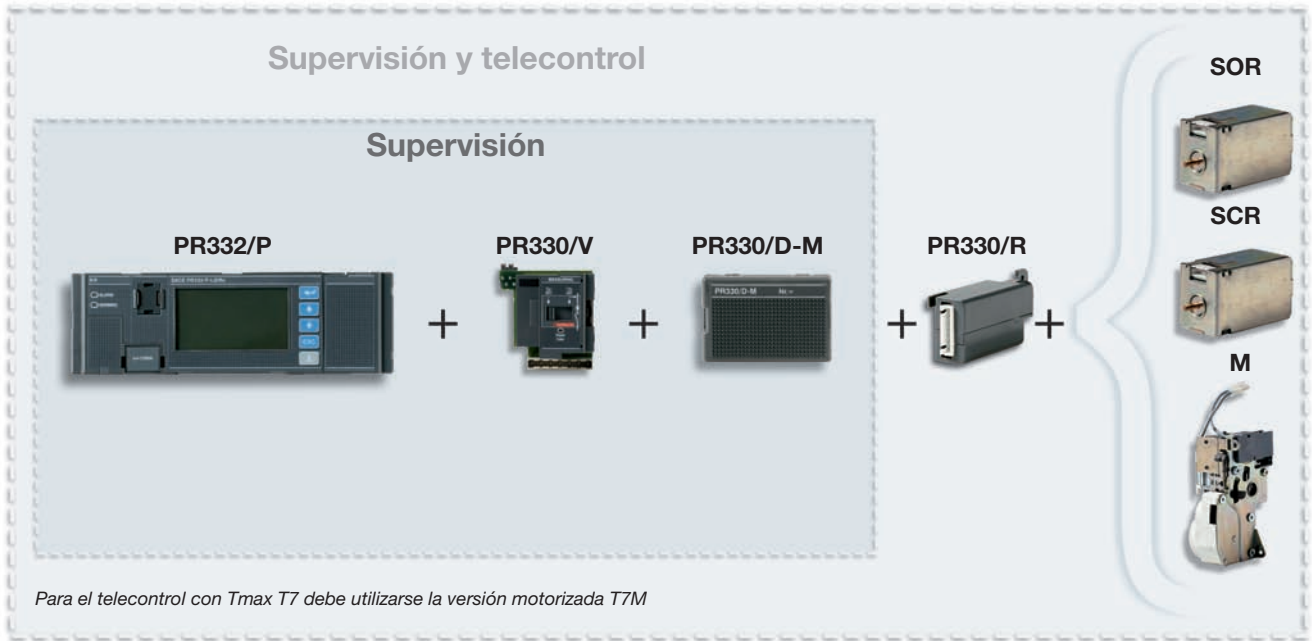 Supervisión y telecontrol
SOR
Supervisión
SCR
PR332/P
PR330/V
PR330/D-M
PR330/R
PR330/D-M
ESC
+ + + +
M
Para el telecontrol con Tmax T7 debe utilizarse la versión motorizada T7M